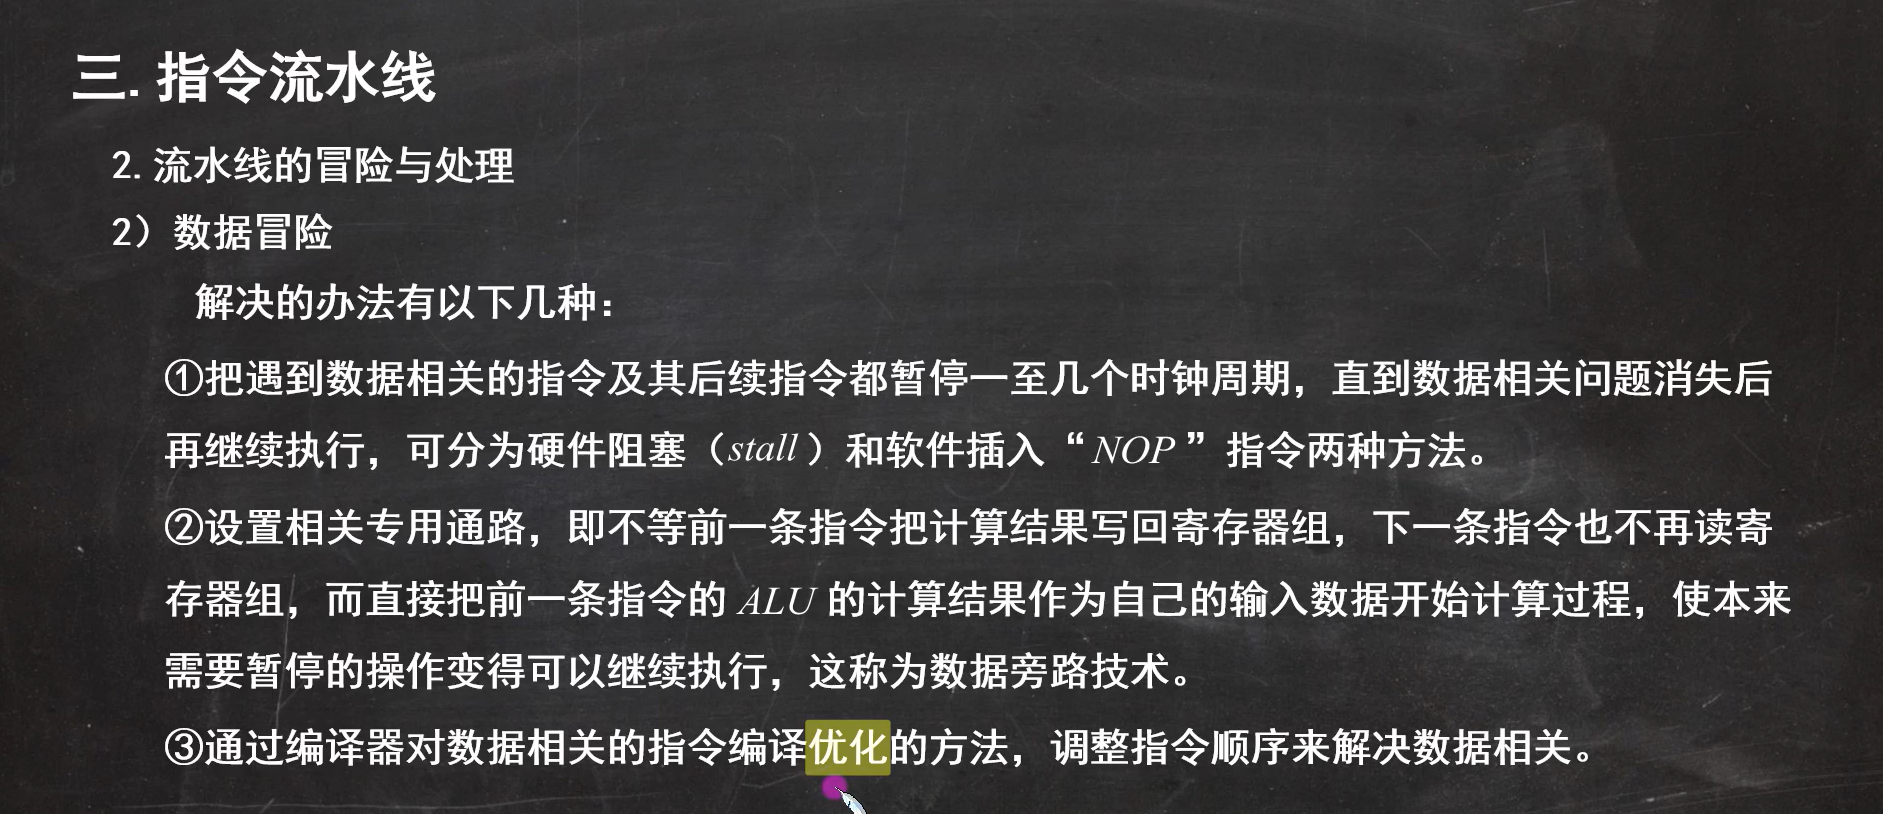 三. 指令流水线
2. 流水线的冒险与处理
2）数据冒险
解决的办法有以下几种：
①把遇到数据相关的指令及其后续指令都暂停一至几个时钟周期，直到数据相关问题消失后
再继续执行，可分为硬件阻塞（stall）和软件插入“NOP”指令两种方法。
②设置相关专用通路，即不等前一条指令把计算结果写回寄存器组，下一条指令也不再读寄
存器组，而直接把前一条指令的 ALU 的计算结果作为自己的输入数据开始计算过程，使本来
需要暂停的操作变得可以继续执行，这称为数据旁路技术。
③通过编译器对数据相关的指令编译优化的方法，调整指令顺序来解决数据相关。